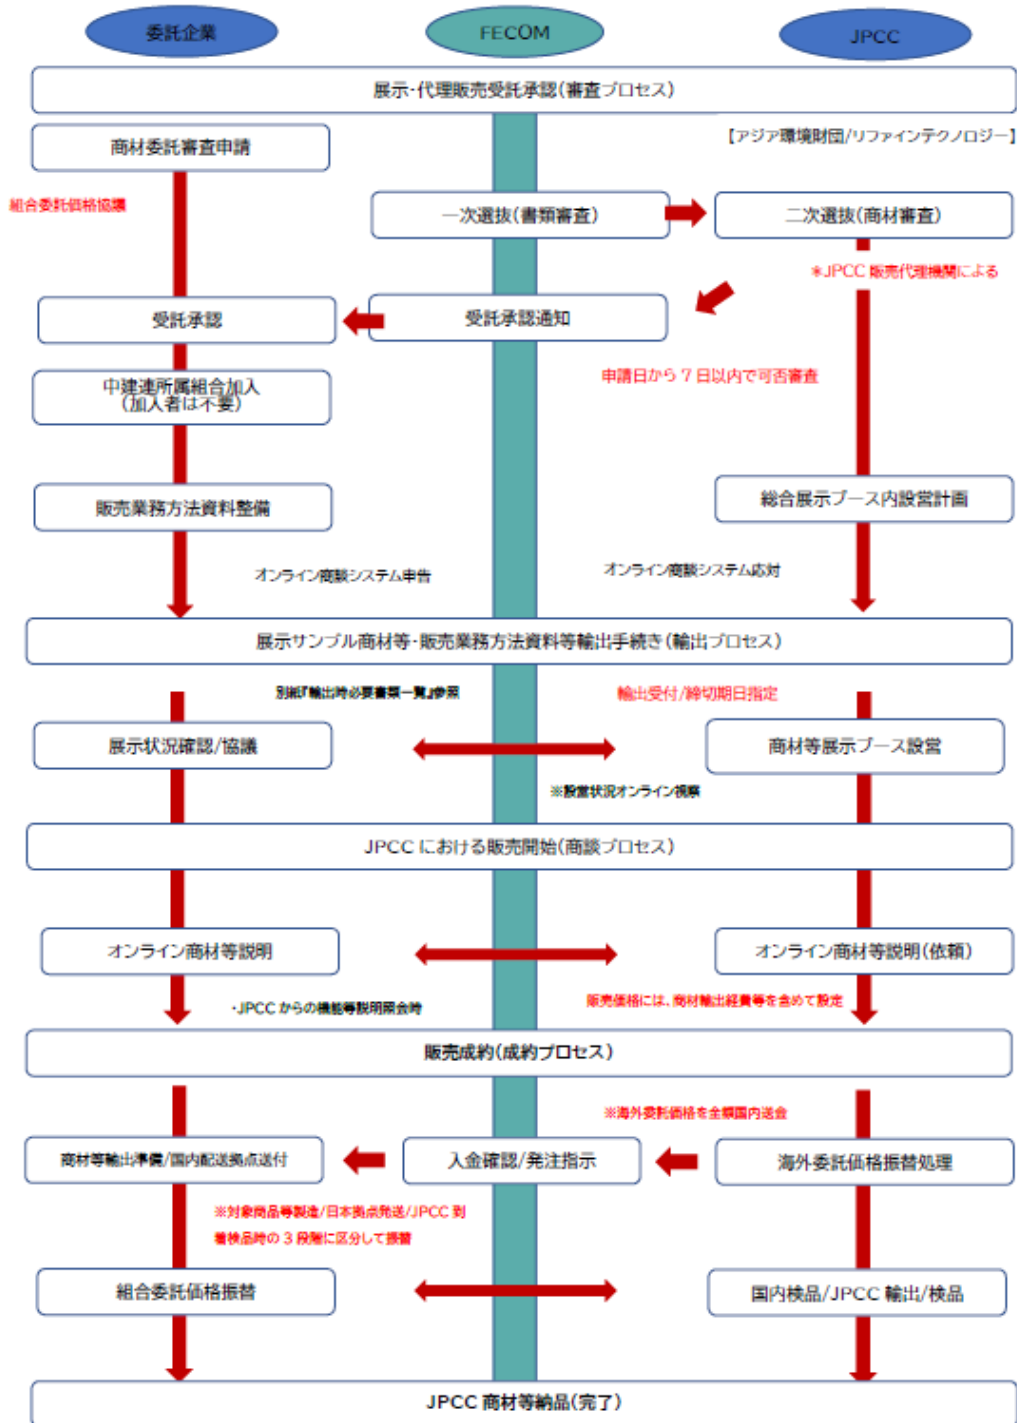 委託企業
FECOM
JPCC
展示・代理販売受託承認(審査プロセス)
商材委託審査申請
【アジア環境財団/リファインテクノロジー】
組合委託価格協議
一次選抜(書類審査)
二次選抜(商材審査)
＊JPCC 販売代理機関による
受託承認
受託承認通知
申請日から 7 日以内で可否審査
中建連所属組合加入
(加入者は不要)
販売業務方法資料整備
総合展示ブース内設営計画
オンライン商談システム申告
オンライン商談システム応対
展示サンプル商材等・販売業務方法資料等輸出手続き(輸出プロセス)
別紙『輸出時必要書類一覧』参照
輸出受付/締切期日指定
展示状況確認/協議
商材等展示ブース設営
※設営状況オンライン視察
JPCC における販売開始(商談プロセス)
オンライン商材等説明
オンライン商材等説明(依頼)
・JPCC からの機能等説明照会時
販売価格には、商材輸出経費等を含めて設定
販売成約(成約プロセス)
※海外委託価格を全額国内送金
商材等輸出準備/国内配送拠点送付
入金確認/発注指示
海外委託価格振替処理
※対象商品等製造/日本拠点発送/JPCC 到
着検品時の 3 段階に区分して振替
組合委託価格振替
国内検品/JPCC 輸出/検品
JPCC 商材等納品(完了)